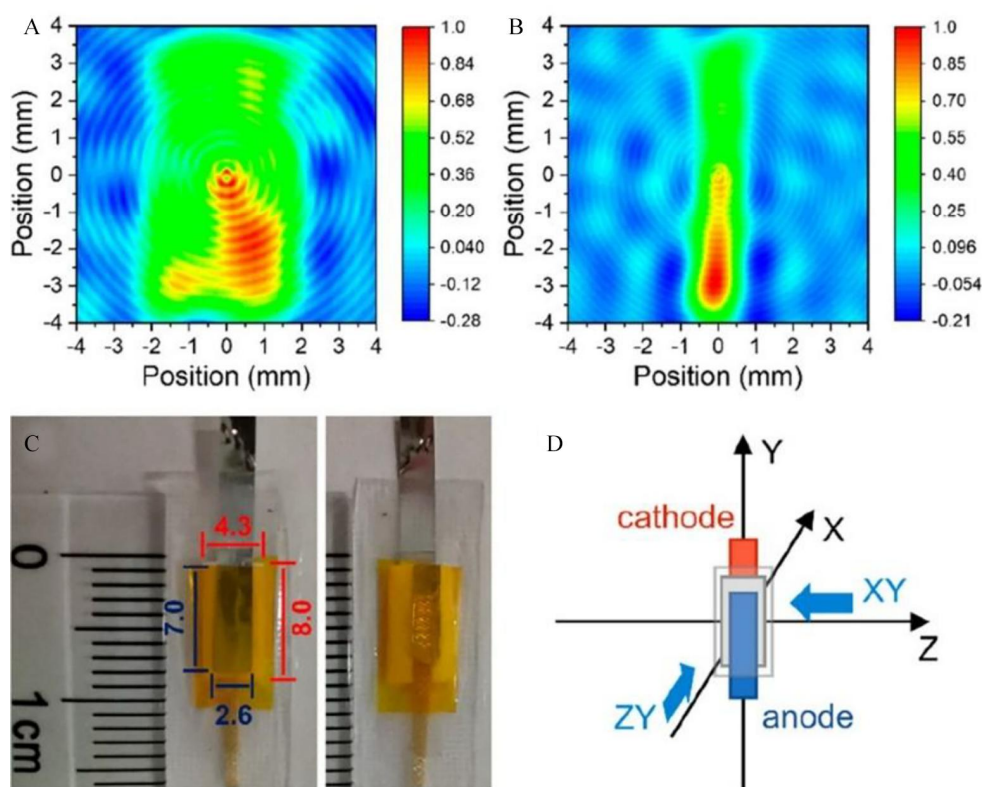 A
4
3
2
1
0
-1
-2
-3
-4
Position (mm)
-4 -3 -2 -1 0 1 2 3 4
Position (mm)
1.0
0.84
0.68
0.52
0.36
0.20
0.040
-0.12
-0.28
B
4
3
2
1
0
-1
-2
-3
-4
Position (mm)
-4 -3 -2 -1 0 1 2 3 4
Position (mm)
1.0
0.85
0.70
0.55
0.40
0.25
0.096
-0.054
-0.21
C
0
1
cm
4.3
7.0
8.0
2.6
D
Y
cathode
X
XY
Z
ZY
anode